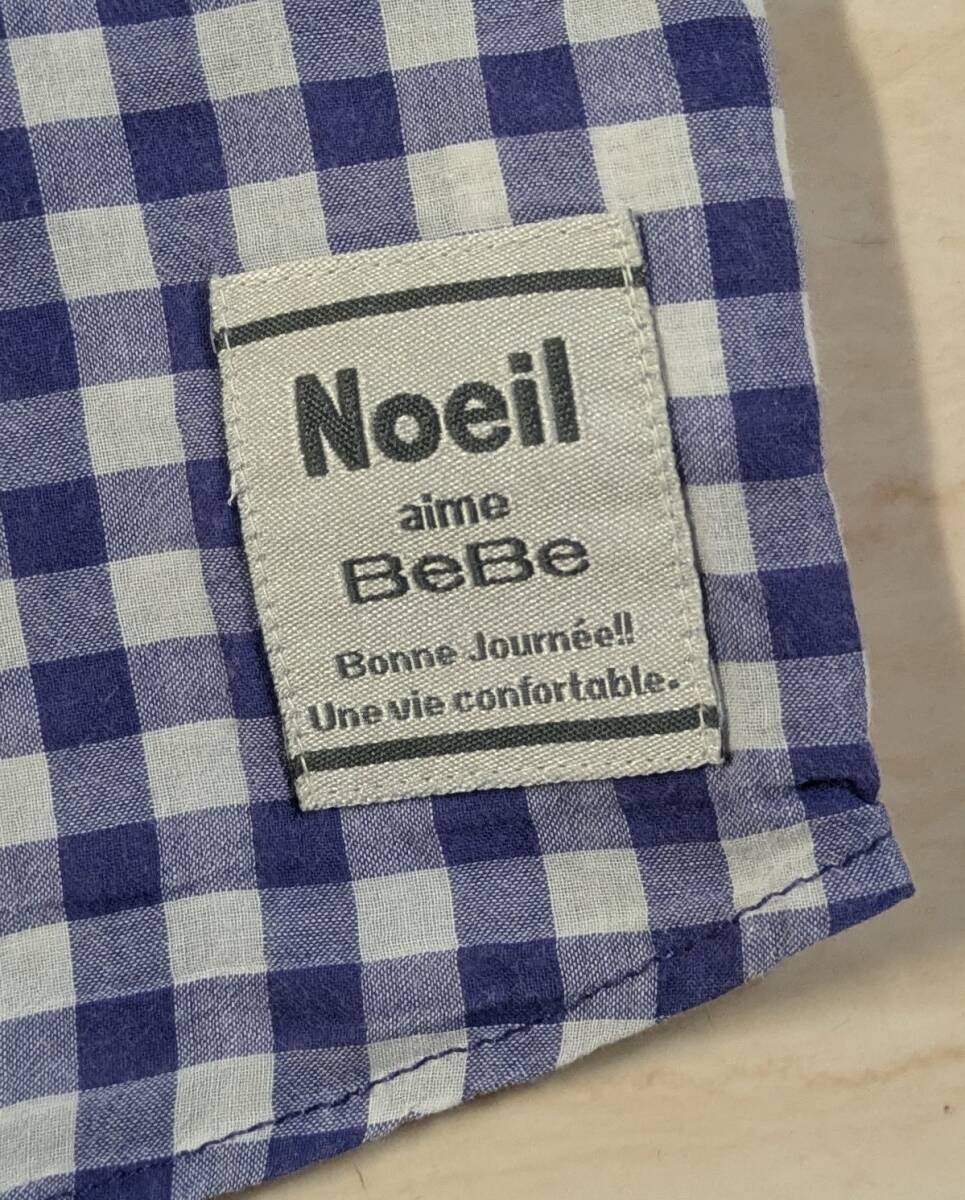 Noeil
aime
BeBe
Bonne Journée!!
Une vie confortable.